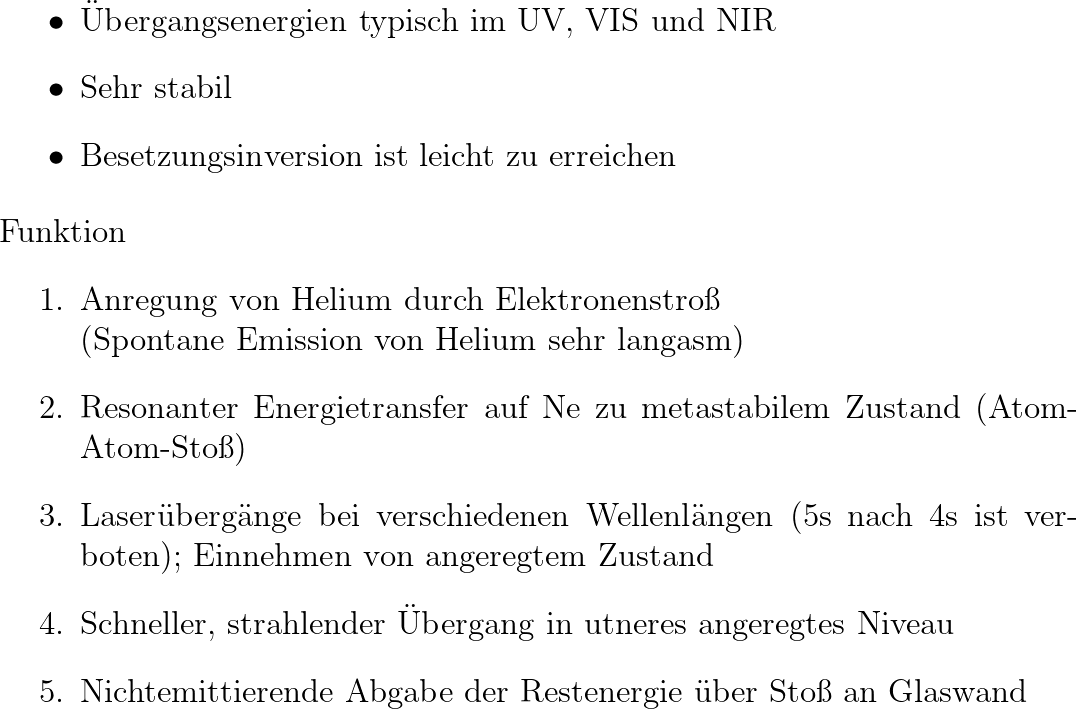 • Übergangsenergien typisch im UV, VIS und NIR
• Sehr stabil
• Besetzungsinversion ist leicht zu erreichen
Funktion
1. Anregung von Helium durch Elektronenstroß
(Spontane Emission von Helium sehr langasm)
2. Resonanter Energietransfer auf Ne zu metastabilem Zustand (Atom-
Atom-Stoß)
3. Laserübergänge bei verschiedenen Wellenlängen (5s nach 4s ist ver-
boten); Einnehmen von angeregtem Zustand
4. Schneller, strahlender Übergang in utneres angeregtes Niveau
5. Nichtemittierende Abgabe der Restenergie über Stoß an Glaswand